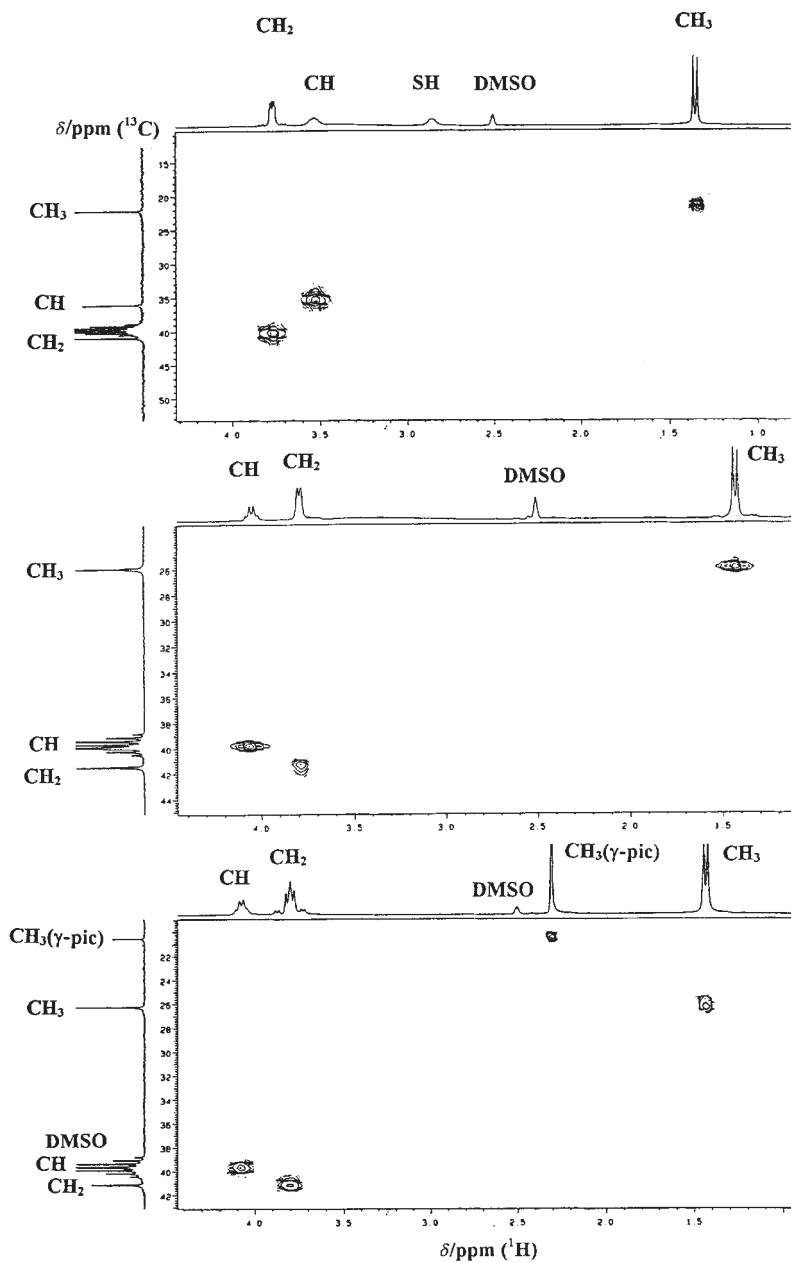 CH₂
CH₃
CH
SH
DMSO
δ/ppm (¹³C)
CH₃
CH
CH₂
15
20
25
30
35
40
45
50
4.0
3.5
3.0
2.5
2.0
1.5
1.0
CH
CH₂
DMSO
CH₃
CH₃
CH
CH₂
26
28
30
32
34
36
38
40
42
44
4.0
3.5
3.0
2.5
2.0
1.5
CH
CH₂
DMSO
CH₃(γ-pic)
CH₃
CH₃(γ-pic)
CH₃
DMSO
CH
CH₂
22
24
26
28
30
32
34
36
38
40
42
4.0
3.5
3.0
2.5
2.0
1.5
δ/ppm (¹H)